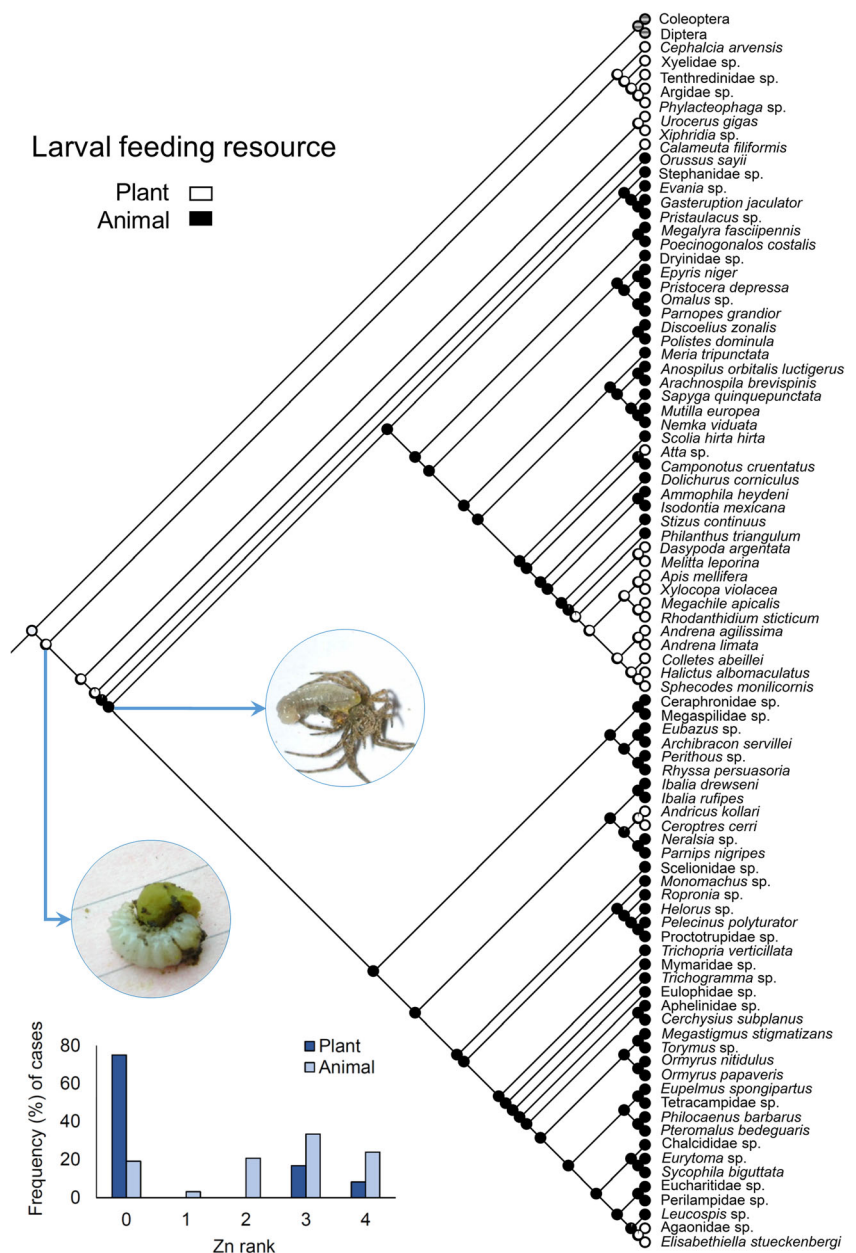 Larval feeding resource
Plant
Animal
Coleoptera
Diptera
Cephalcia arvensis
Xyelidae sp.
Tenthredinidae sp.
Argidae sp.
Phylacteophaga sp.
Urocerus gigas
Xiphridia sp.
Calameuta filiformis
Orussus sayii
Stephanidae sp.
Evania sp.
Gasteruption jaculator
Pristaulacus sp.
Megalyra fasciipennis
Poecinogonalos costalis
Dryinidae sp.
Epyris niger
Pristocera depressa
Omalus sp.
Parnopes grandior
Discoelius zonalis
Polistes dominula
Meria tripunctata
Anospilus orbitalis luctigerus
Arachnospila brevispinis
Sapyga quinquepunctata
Mutilla europea
Nemka viduata
Scolia hirta hirta
Atta sp.
Camponotus cruentatus
Dolichurus corniculus
Ammophila heydeni
Isodontia mexicana
Stizus continuus
Philanthus triangulum
Dasypoda argentata
Melitta leporina
Apis mellifera
Xylocopa violacea
Megachile apicalis
Rhodanthidium sticticum
Andrena agilissima
Andrena limata
Colletes abeillei
Halictus albomaculatus
Sphecodes monilicornis
Ceraphronidae sp.
Megaspilidae sp.
Eubazus sp.
Archibracon servillei
Perithous sp.
Rhyssa persuasoria
Ibalia drewseni
Ibalia rufipes
Andricus kollari
Ceroptres cerri
Neralsia sp.
Parnips nigripes
Scelionidae sp.
Monomachus sp.
Ropronia sp.
Helorus sp.
Pelecinus polyturator
Proctotrupidae sp.
Trichopria verticillata
Mymaridae sp.
Trichogramma sp.
Eulophidae sp.
Aphelinidae sp.
Cerchysius subplanus
Megastigmus stigmatizans
Torymus sp.
Ormyrus nitidulus
Ormyrus papaveris
Eupelmus spongipartus
Tetracampidae sp.
Philocaenus barbarus
Pteromalus bedeguaris
Chalcididae sp.
Eurytoma sp.
Sycophila biguttata
Eucharitidae sp.
Perilampidae sp.
Leucospis sp.
Agaonidae sp.
Elisabethiella stueckenbergi
Frequency (%) of cases
80
60
40
20
0
Plant
Animal
0 1 2 3 4
Zn rank